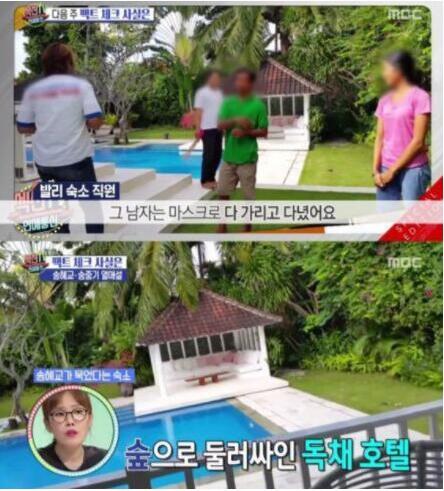 다음 주 팩트 체크 사실은
MBC
발리 숙소 직원
그 남자는 마스크로 다 가리고 다녔어요
팩트 체크 사실은
MBC
송혜교·송중기 열애설
송혜교가 묵었다는 숙소
숲으로 둘러싸인 독채 호텔